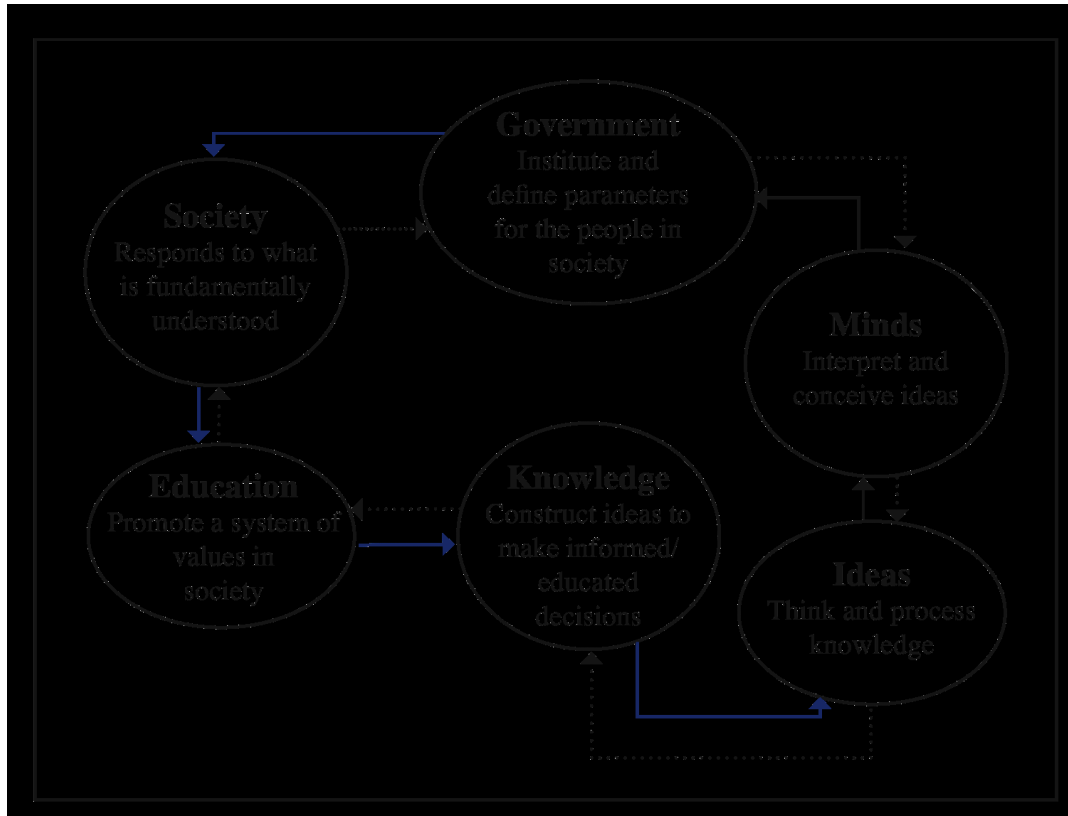 Government
Institute and
define parameters
for the people in
society
Society
Responds to what
is fundamentally
understood
Minds
Interpret and
conceive ideas
Education
Promote a system of
values in
society
Knowledge
Construct ideas to
make informed/
educated
decisions
Ideas
Think and process
knowledge